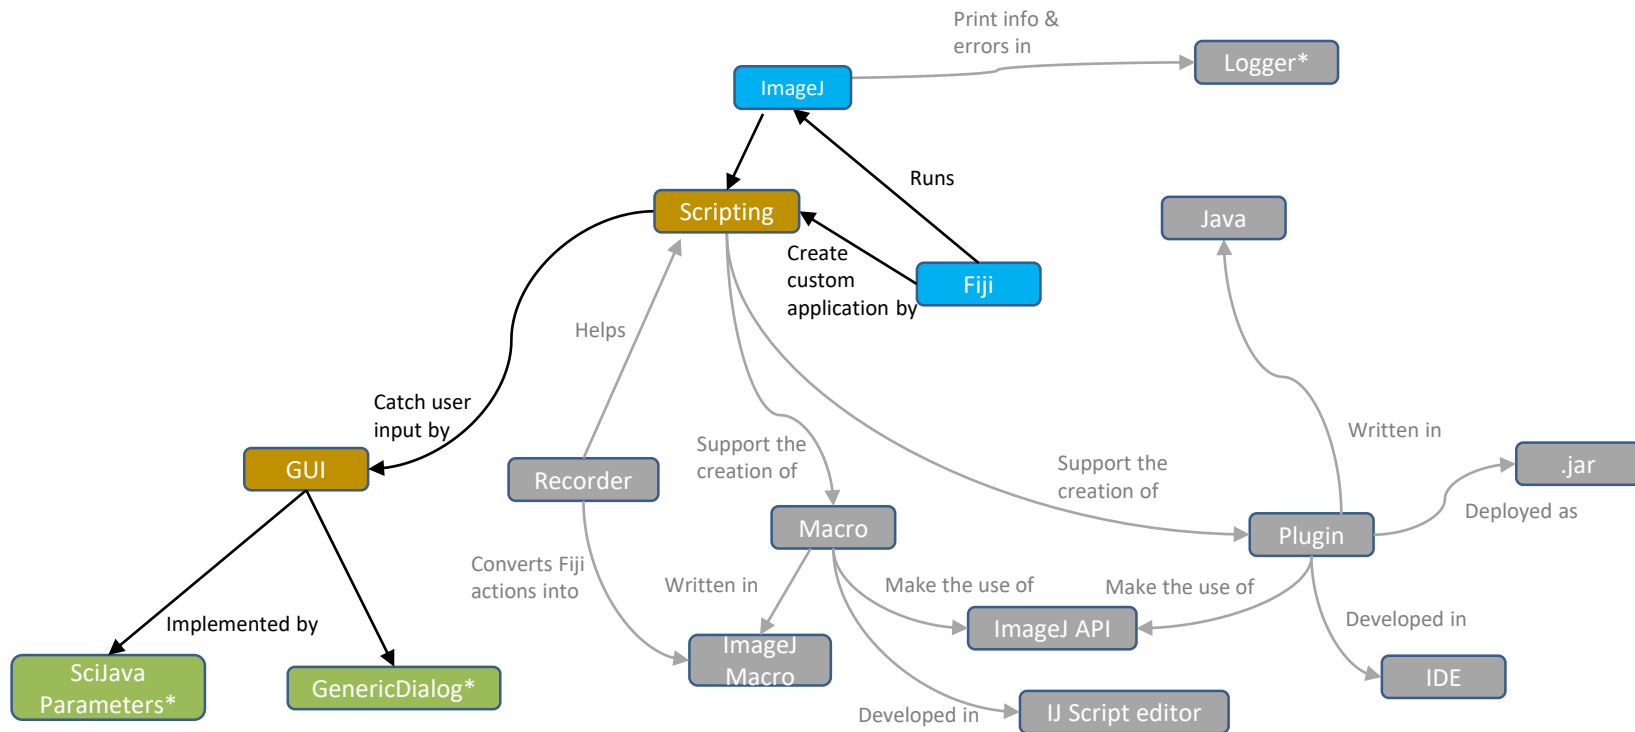 Print info &
errors in
Logger*
ImageJ
Runs
Scripting
Java
Create
custom
application by
Fiji
Helps
Catch user
input by
Written in
GUI
Recorder
Support the
creation of
Support the
creation of
.jar
Deployed as
Macro
Plugin
Converts Fiji
actions into
Written in
Make the use of
Make the use of
Implemented by
ImageJ
Macro
ImageJ API
Developed in
SciJava
Parameters*
GenericDialog*
IDE
Developed in
IJ Script editor